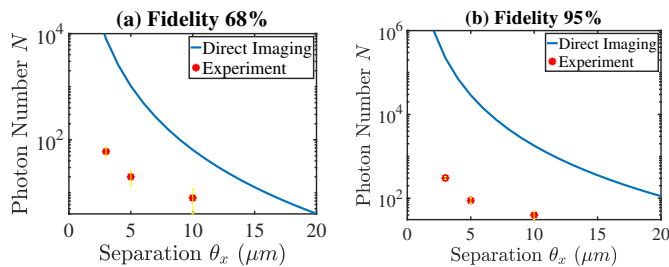 (a) Fidelity 68%
Photon Number N
10^4
10^2
Direct Imaging
Experiment
0 5 10 15 20
Separation θ_x (μm)
(b) Fidelity 95%
Photon Number N
10^6
10^4
10^2
Direct Imaging
Experiment
0 5 10 15 20
Separation θ_x (μm)